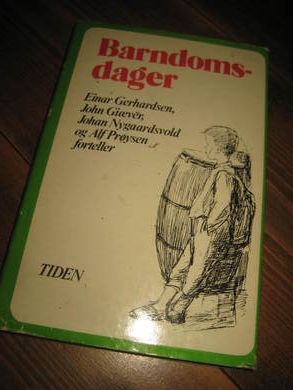 Barndoms-
dager
Einar Gerhardsen,
John Giæver,
Johan Nygaardsvold
og Alf Prøysen
forteller
TIDEN